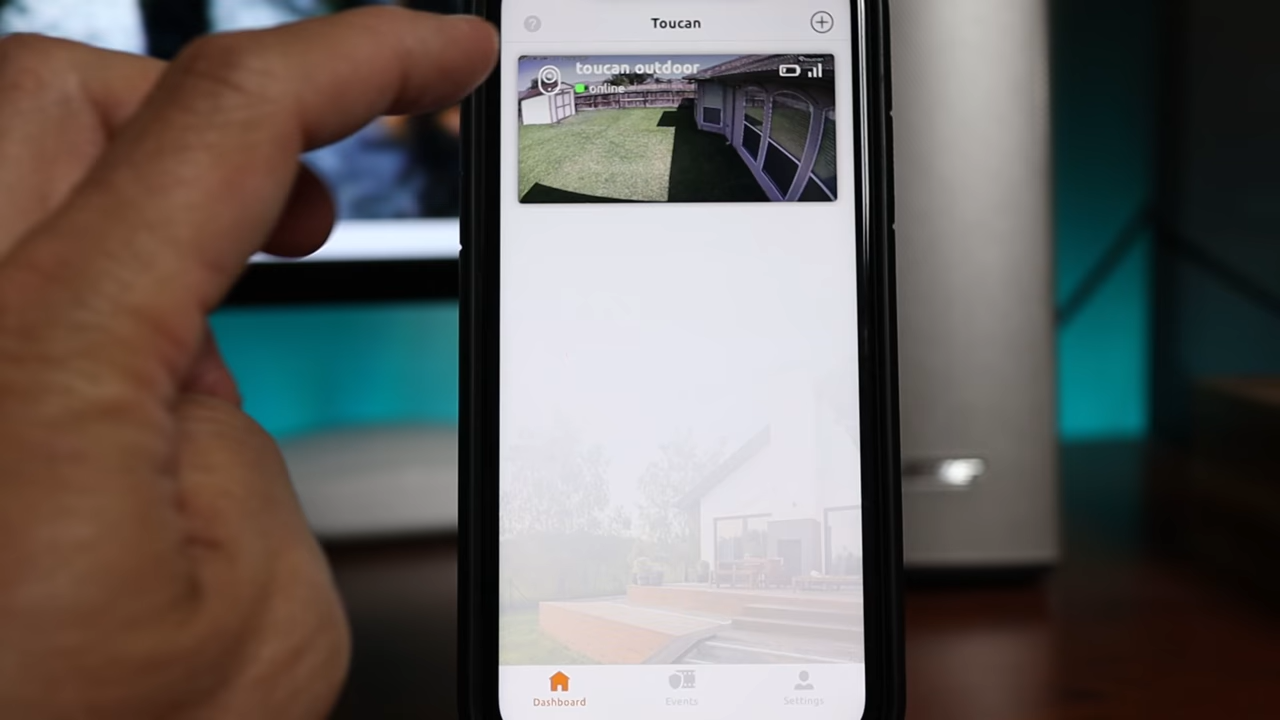 ?
Toucan
toucan outdoor
online
Dashboard
Events
Settings